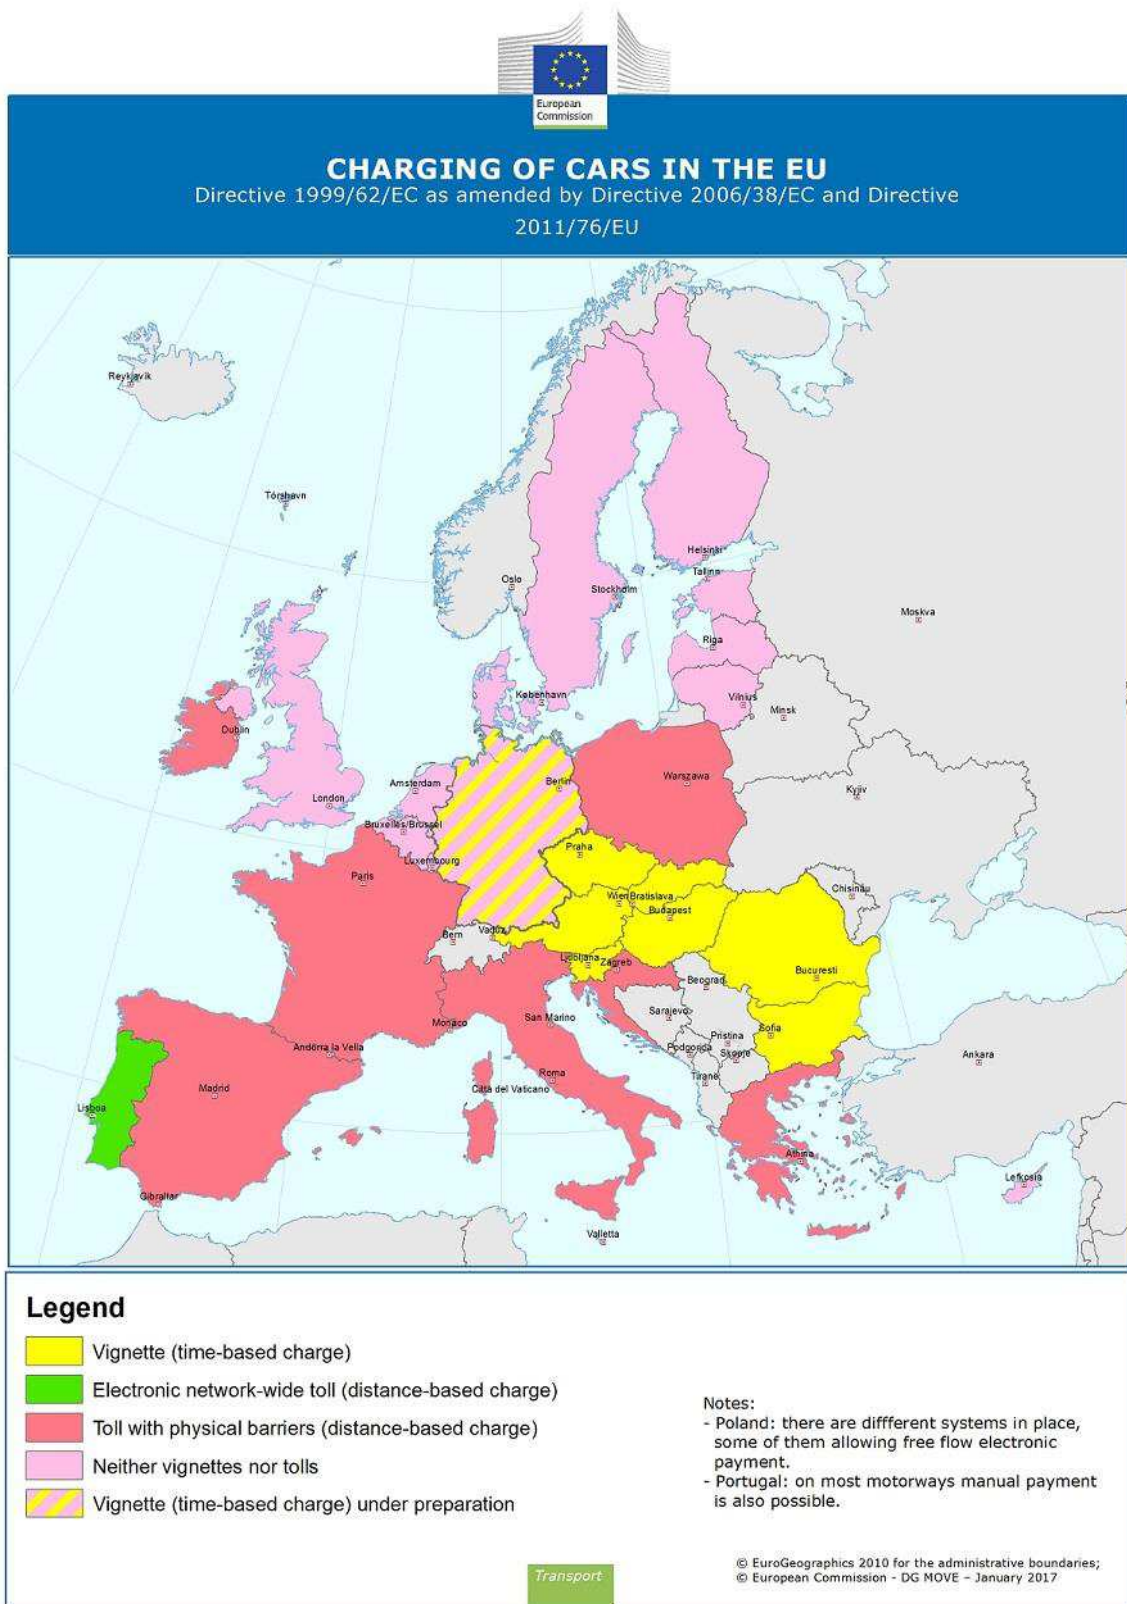 European
Commission
CHARGING OF CARS IN THE EU
Directive 1999/62/EC as amended by Directive 2006/38/EC and Directive
2011/76/EU
Reykjavik
Tórshavn
Helsinki
Tallinn
Oslo
Stockholm
Moskva
Riga
København
Vilnius
Minsk
Dublin
Amsterdam
Berlin
Warszawa
London
Kyiv
Bruxelles/Brussel
Praha
Luxembourg
Paris
Chisinau
Wien
Bratislava
Budapest
Bern
Vaduz
Ljubljana
Zagreb
Bucuresti
Beograd
Sarajevo
Monaco
San Marino
Pristina
Sofia
Andorra la Vella
Podgorica
Skopje
Ankara
Roma
Tirane
Madrid
Città del Vaticano
Lisboa
Athina
Lefkosia
Gibraltar
Valletta
Legend
Vignette (time-based charge)
Electronic network-wide toll (distance-based charge)
Toll with physical barriers (distance-based charge)
Neither vignettes nor tolls
Vignette (time-based charge) under preparation
Notes:
- Poland: there are diffferent systems in place,
some of them allowing free flow electronic
payment.
- Portugal: on most motorways manual payment
is also possible.
Transport
© EuroGeographics 2010 for the administrative boundaries;
© European Commission - DG MOVE – January 2017